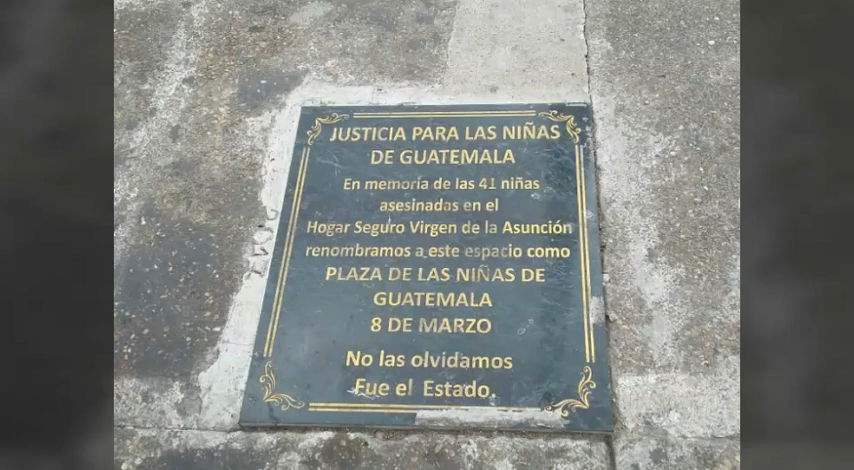 JUSTICIA PARA LAS NIÑAS
DE GUATEMALA
En memoria de las 41 niñas
asesinadas en el
Hogar Seguro Virgen de la Asunción
renombramos a este espacio como
PLAZA DE LAS NIÑAS DE
GUATEMALA
8 DE MARZO
No las olvidamos
Fue el Estado.